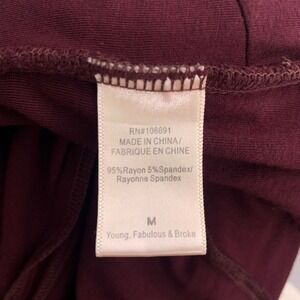 RN#106691
MADE IN CHINA/
FABRIQUE EN CHINE
95%Rayon 5%Spandex/
Rayonne Spandex
M
Young, Fabulous & Broke